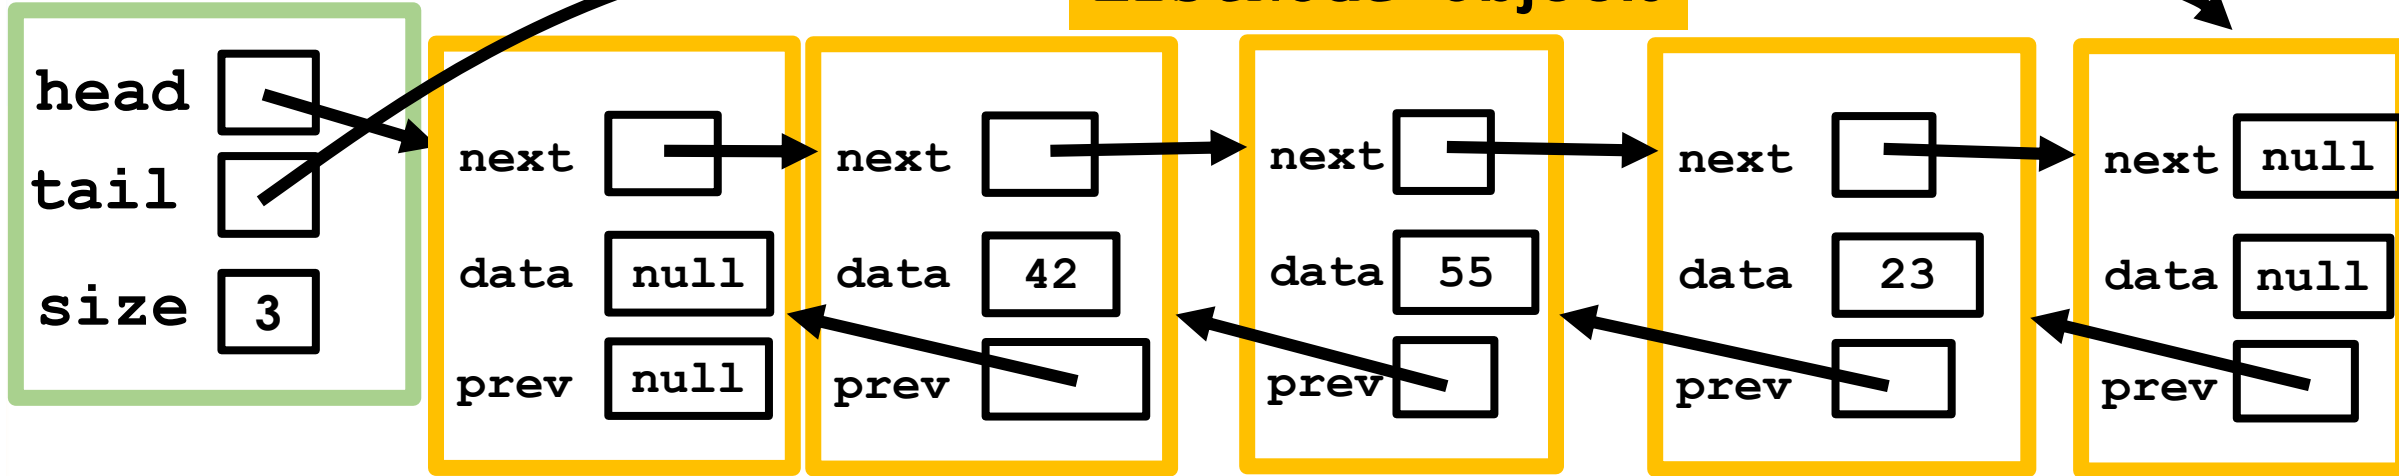 head
tail
size 3
next
data null
prev null
next
data 42
prev
next
data 55
prev
next
data 23
prev
next null
data null
prev